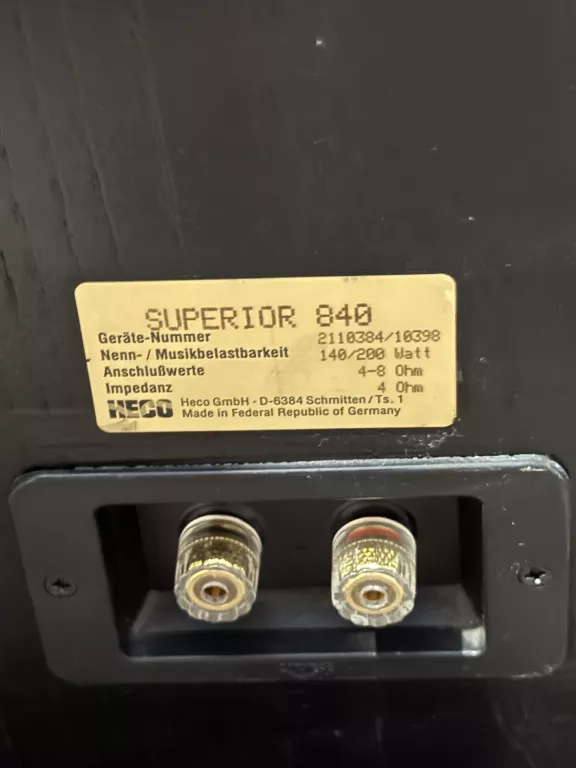 SUPERIOR 840
Geräte-Nummer 2110384/10398
Nenn- / Musikbelastbarkeit 140/200 Watt
Anschlußwerte 4-8 Ohm
Impedanz 4 Ohm
HECO Heco GmbH · D-6384 Schmitten/Ts. 1
Made in Federal Republic of Germany